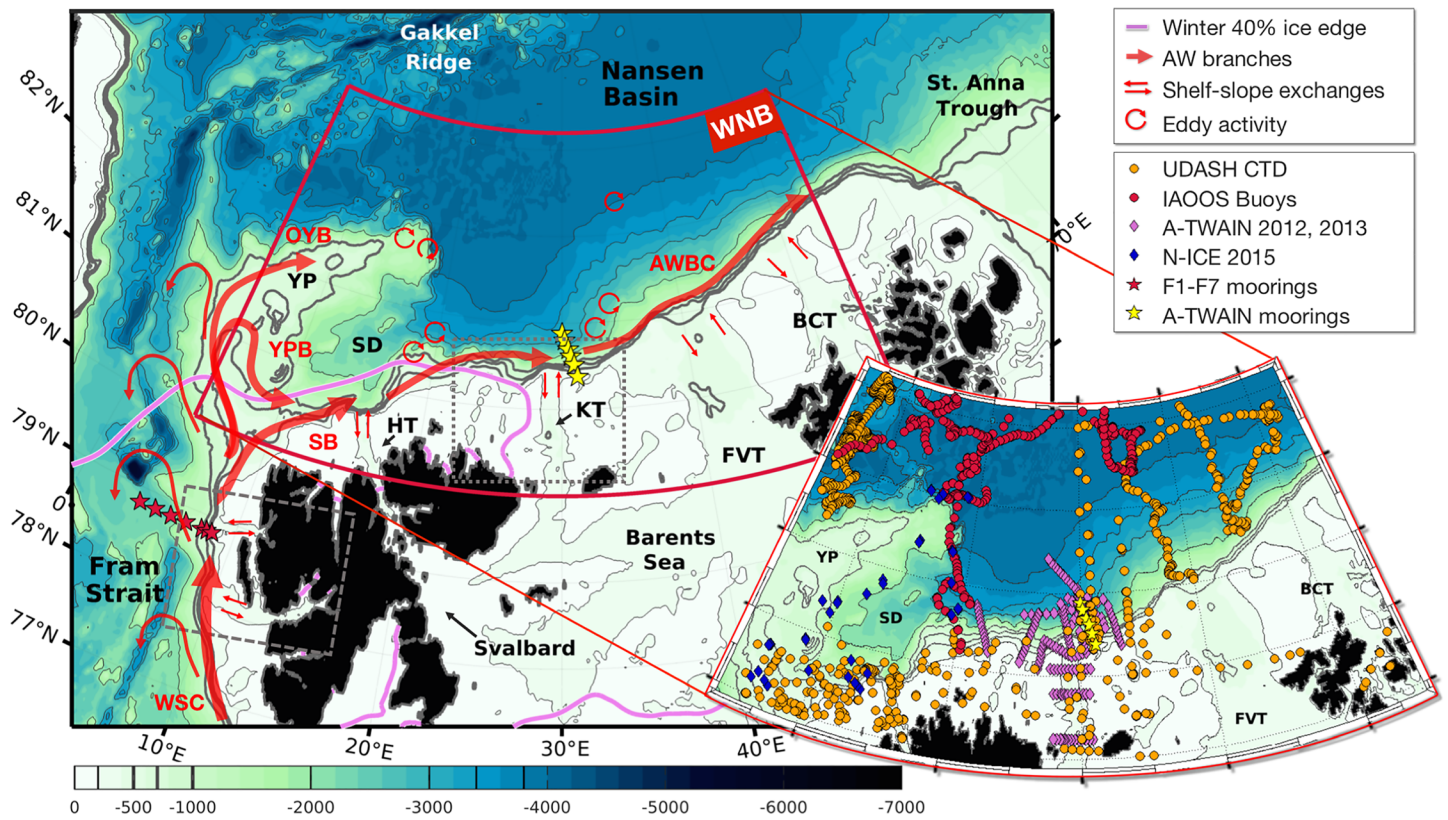 Gakkel
Ridge
Nansen
Basin
St. Anna
Trough
WNB
82°N
81°N
80°N
79°N
0°
78°N
77°N
OYB
YP
YPB
SD
AWBC
BCT
SB
HT
KT
FVT
Fram
Strait
Barents
Sea
Svalbard
WSC
10°E
°E
20°E
30°E
40°E
70°E
0
-500
-1000
-2000
-3000
-4000
-5000
-6000
-7000
Winter 40% ice edge
AW branches
Shelf-slope exchanges
Eddy activity
UDASH CTD
IAOOS Buoys
A-TWAIN 2012, 2013
N-ICE 2015
F1-F7 moorings
A-TWAIN moorings
YP
SD
BCT
FVT